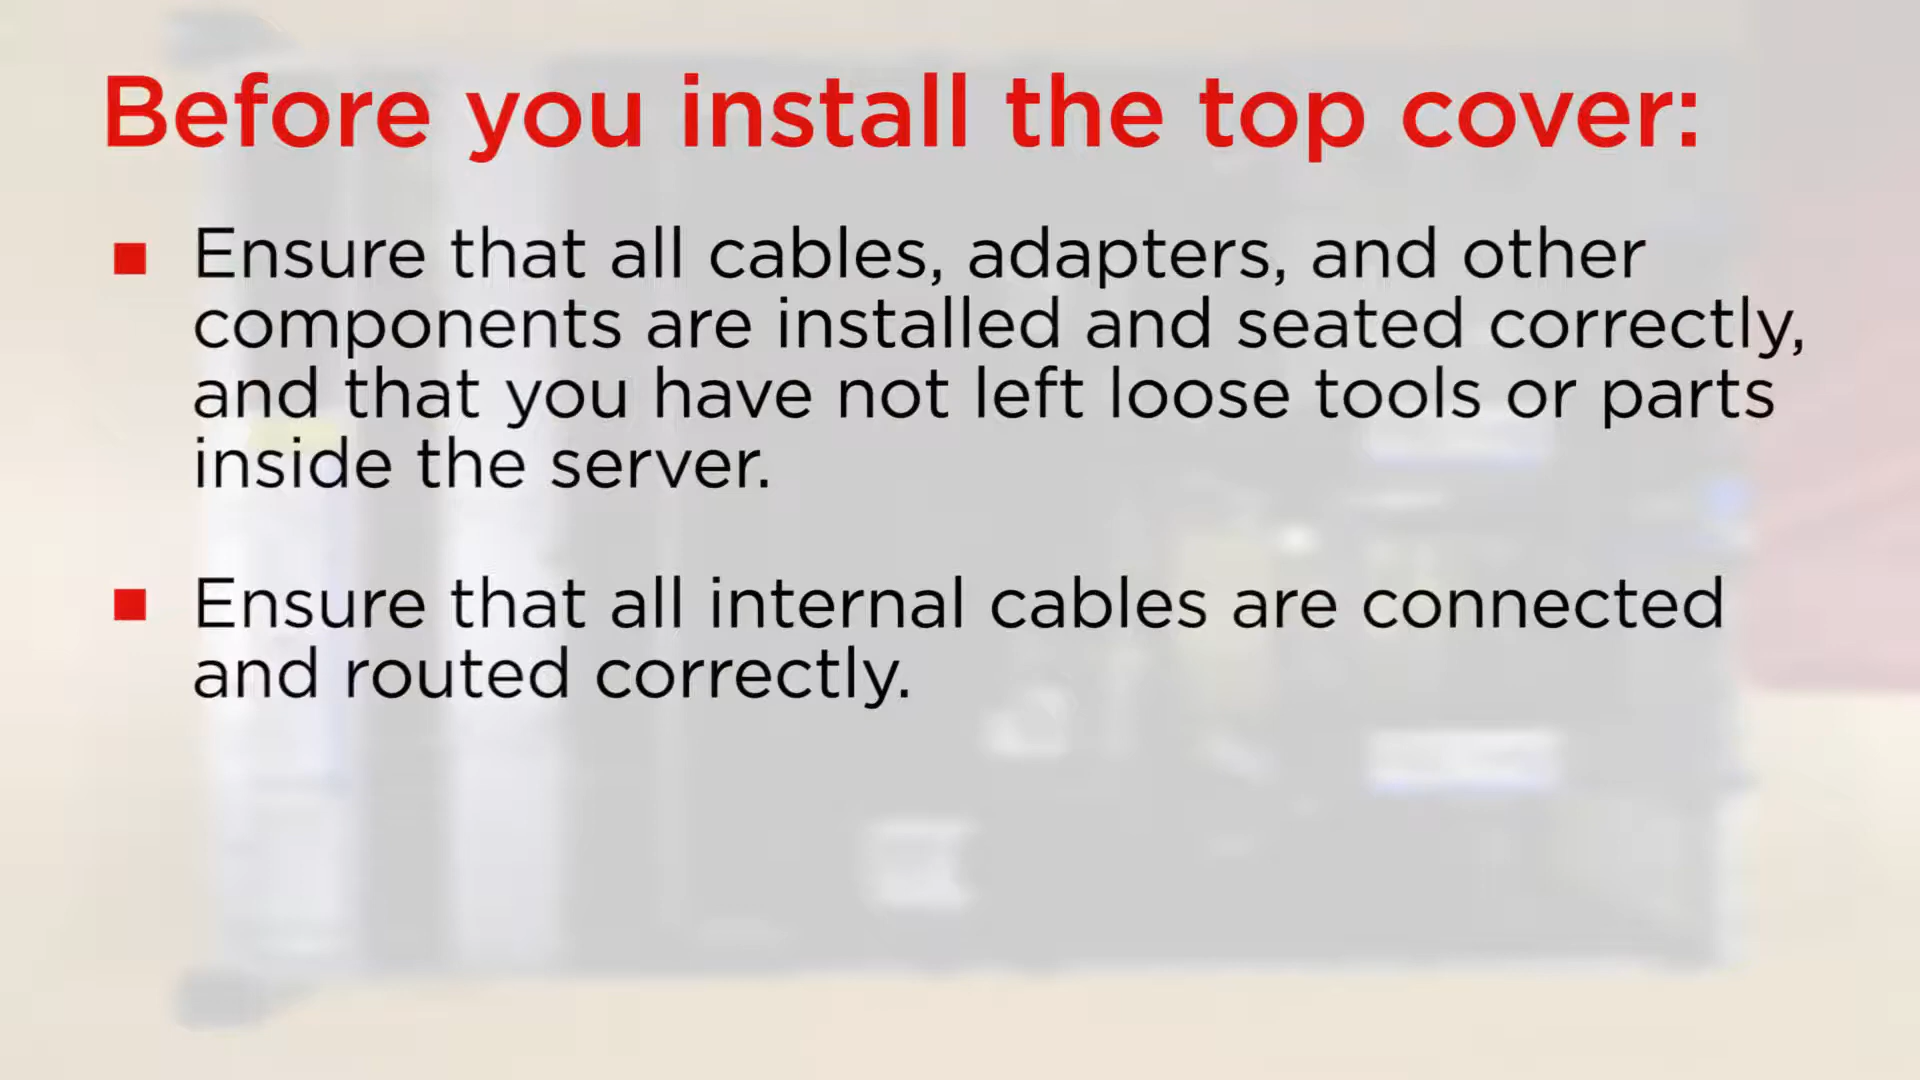 Before you install the top cover:
Ensure that all cables, adapters, and other
components are installed and seated correctly,
and that you have not left loose tools or parts
inside the server.
Ensure that all internal cables are connected
and routed correctly.